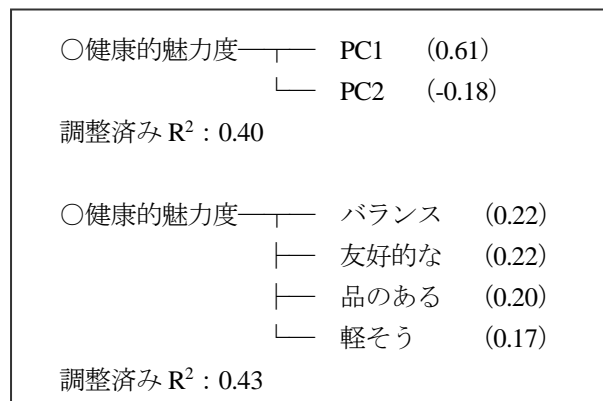 ○健康的魅力度─┬─ PC1 (0.61)
└─ PC2 (-0.18)
調整済み R²：0.40
○健康的魅力度─┬─ バランス (0.22)
├─ 友好的な (0.22)
├─ 品のある (0.20)
└─ 軽そう (0.17)
調整済み R²：0.43